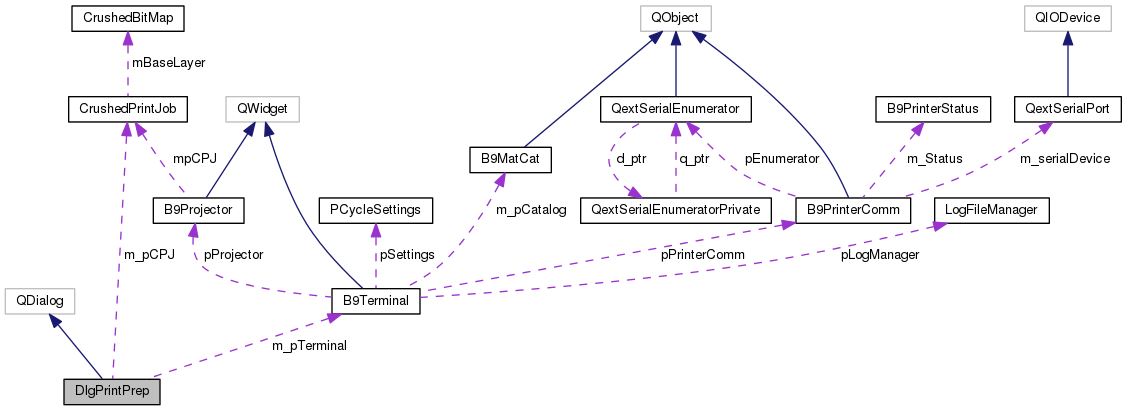 CrushedBitMap
QObject
QIODevice
mBaseLayer
CrushedPrintJob
QWidget
QextSerialEnumerator
B9PrinterStatus
QextSerialPort
mpCPJ
B9MatCat
d_ptr
q_ptr
pEnumerator
m_Status
m_serialDevice
B9Projector
PCycleSettings
m_pCatalog
QextSerialEnumeratorPrivate
B9PrinterComm
LogFileManager
m_pCPJ
pProjector
pSettings
pPrinterComm
pLogManager
QDialog
B9Terminal
m_pTerminal
DlgPrintPrep